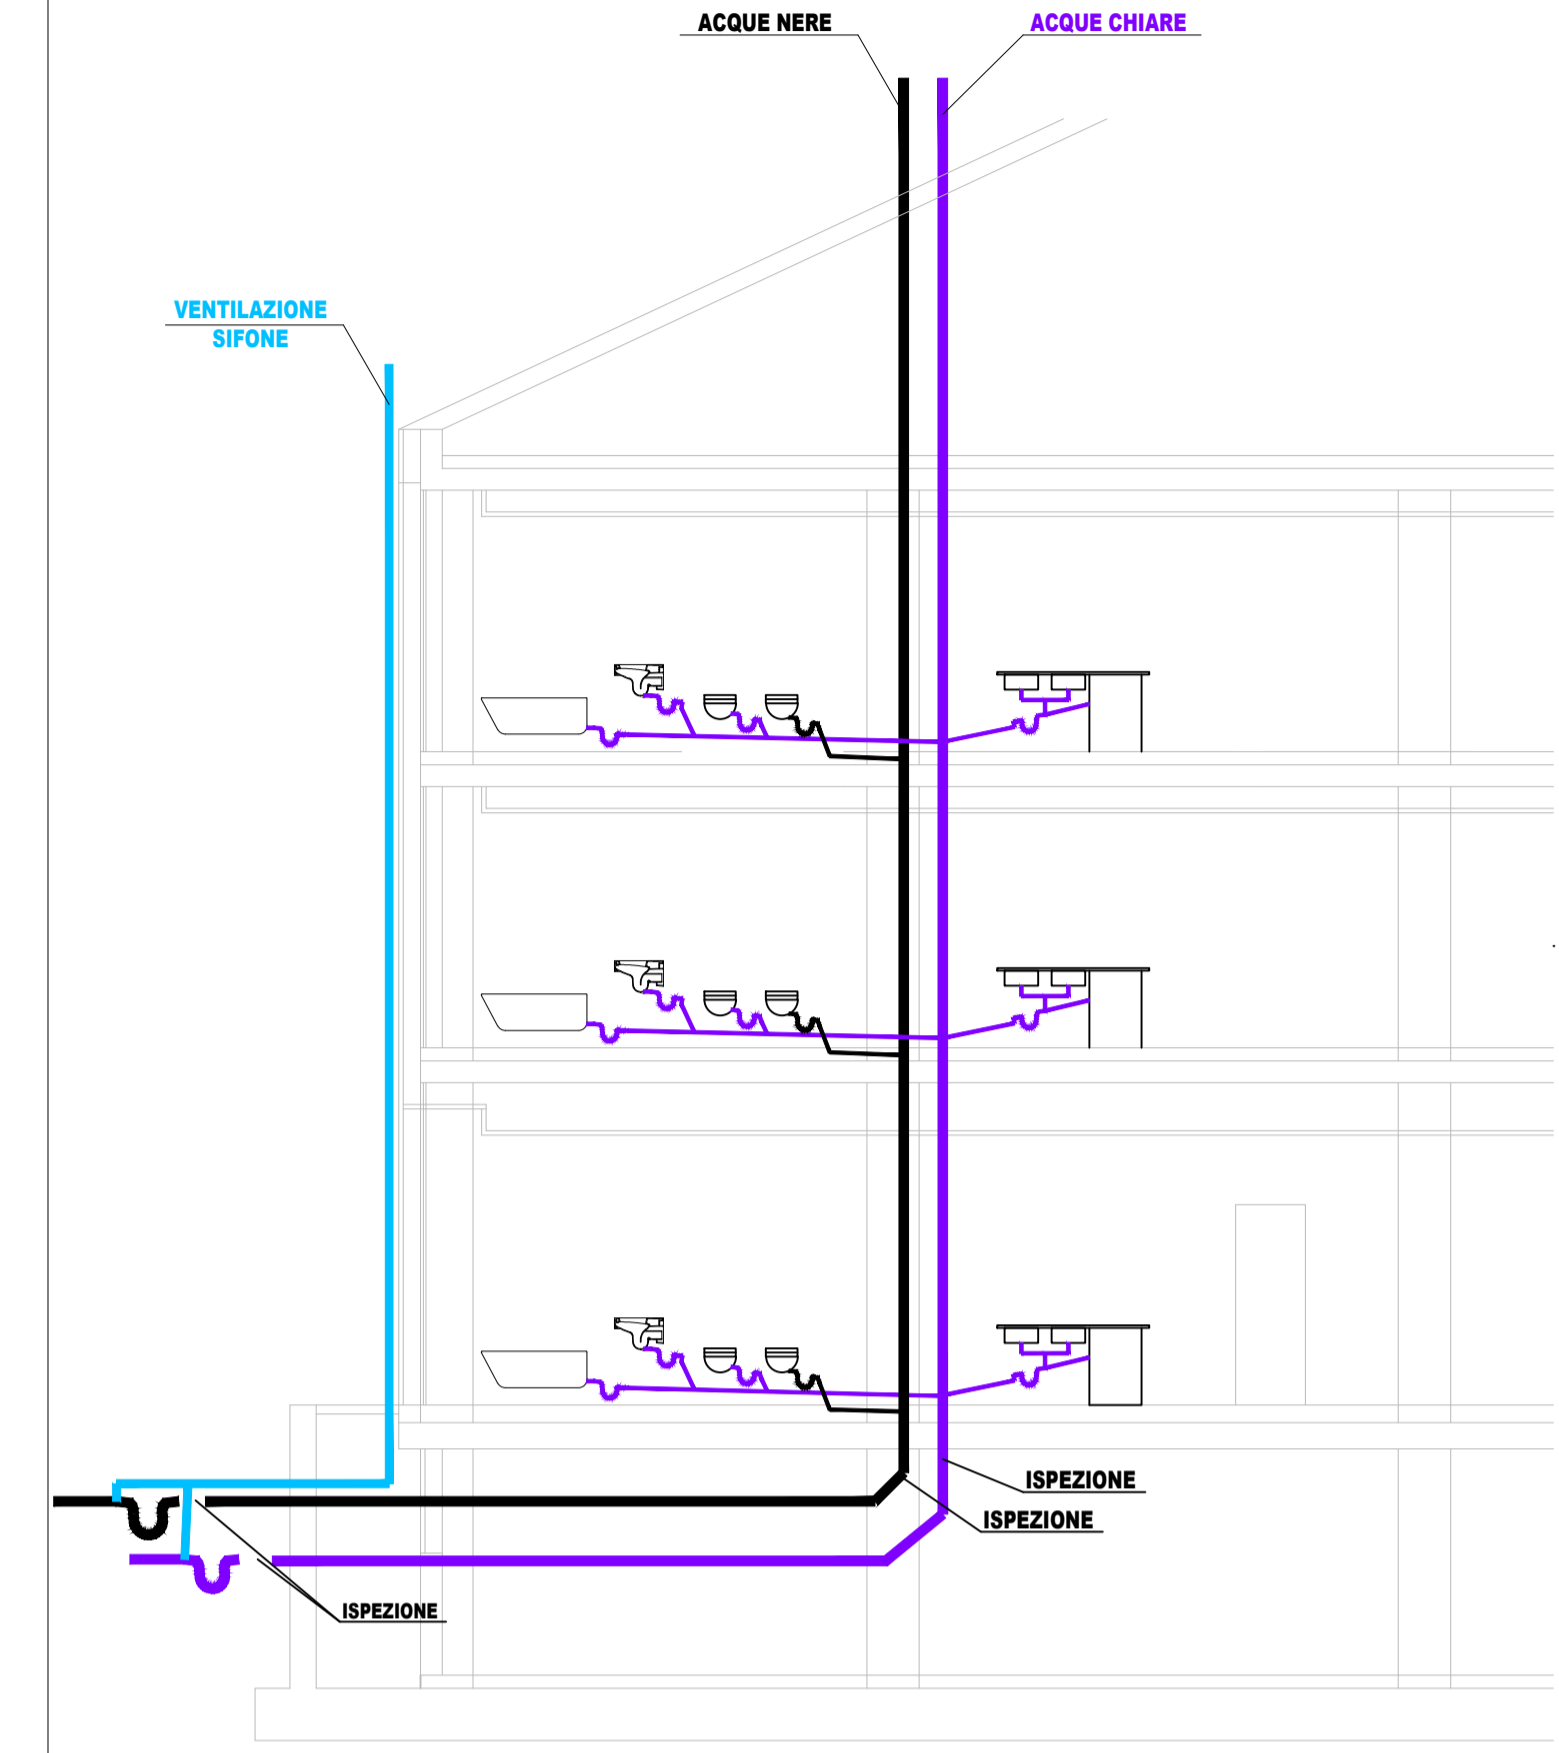 ACQUE NERE
ACQUE CHIARE
VENTILAZIONE
SIFONE
ISPEZIONE
ISPEZIONE
ISPEZIONE